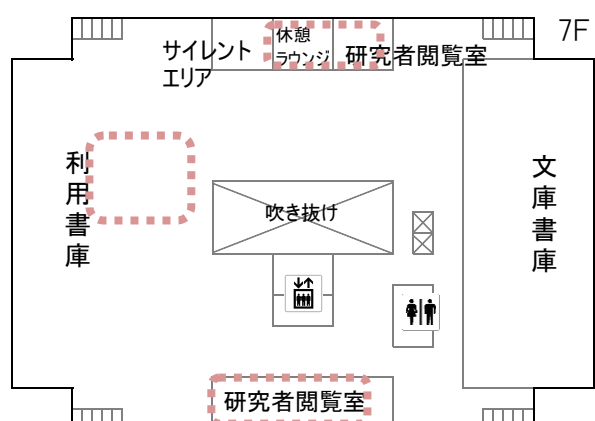 7F
休憩
ラウンジ
サイレント
エリア
研究者閲覧室
利用書庫
文庫書庫
吹き抜け
研究者閲覧室